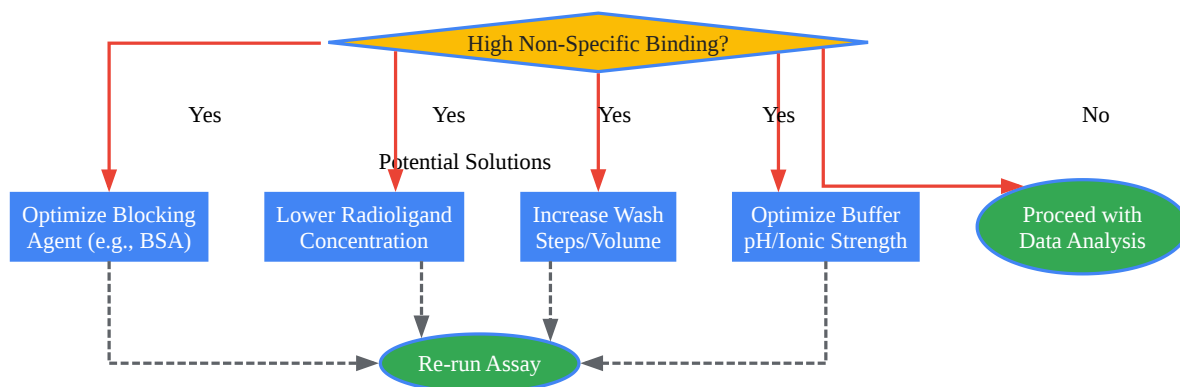 High Non-Specific Binding?
Yes
Yes
Yes
Yes
No
Potential Solutions
Optimize Blocking
Agent (e.g., BSA)
Lower Radioligand
Concentration
Increase Wash
Steps/Volume
Optimize Buffer
pH/Ionic Strength
Proceed with
Data Analysis
Re-run Assay